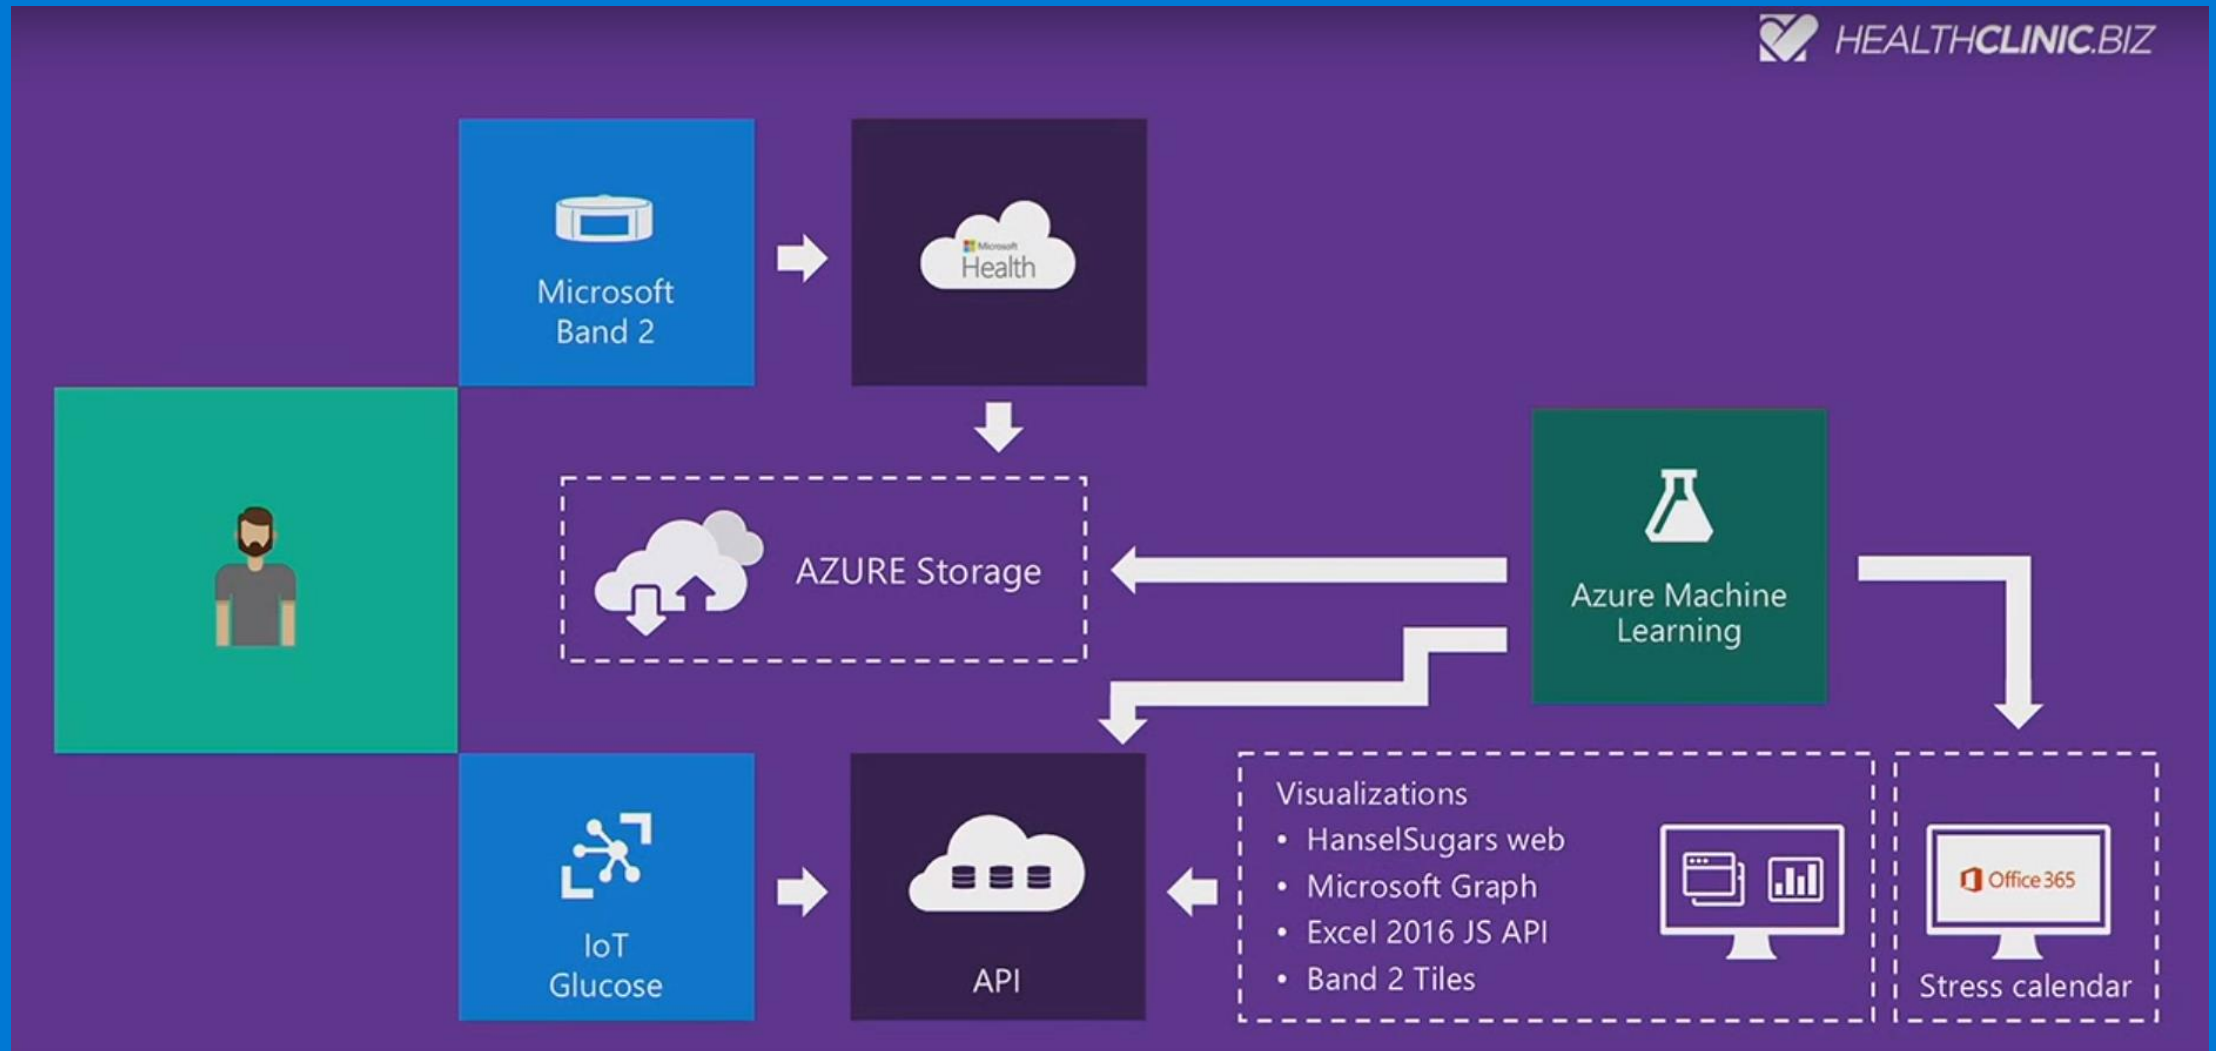 HEALTHCLINIC.BIZ
Microsoft
Band 2
Microsoft
Health
AZURE Storage
Azure Machine
Learning
IoT
Glucose
API
Visualizations
• HanselSugars web
• Microsoft Graph
• Excel 2016 JS API
• Band 2 Tiles
Office 365
Stress calendar